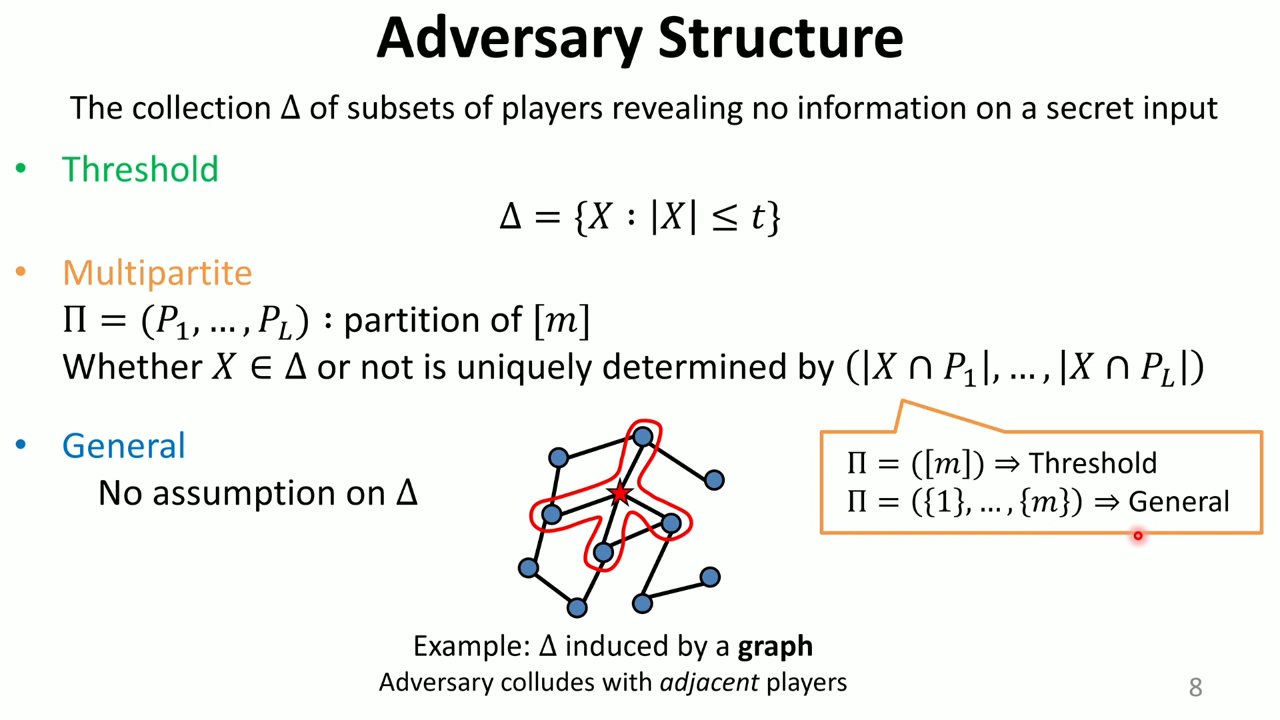 Adversary Structure
The collection Δ of subsets of players revealing no information on a secret input
• Threshold
Δ = {X : |X| ≤ t}
• Multipartite
Π = (P₁, … , P_L) : partition of [m]
Whether X ∈ Δ or not is uniquely determined by (|X ∩ P₁|, … , |X ∩ P_L|)
• General
No assumption on Δ
Π = ([m]) ⇒ Threshold
Π = ({1}, … , {m}) ⇒ General
Example: Δ induced by a graph
Adversary colludes with adjacent players
8